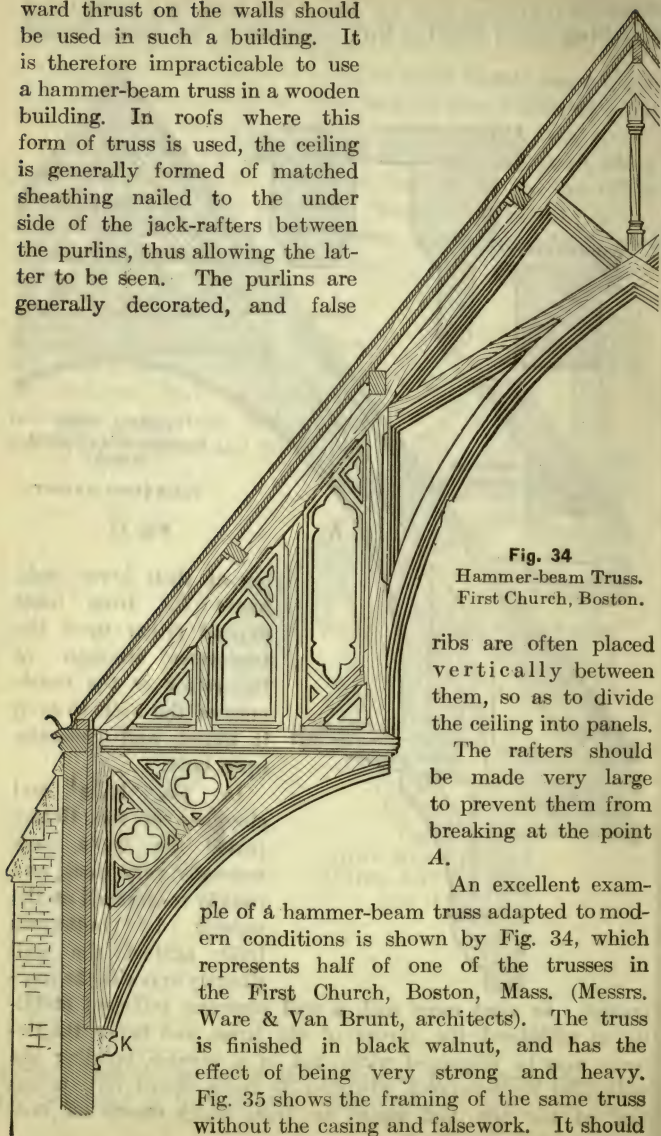 ward thrust on the walls should
be used in such a building. It
is therefore impracticable to use
a hammer-beam truss in a wooden
building. In roofs where this
form of truss is used, the ceiling
is generally formed of matched
sheathing nailed to the under
side of the jack-rafters between
the purlins, thus allowing the lat-
ter to be seen. The purlins are
generally decorated, and false
Fig. 34
Hammer-beam Truss.
First Church, Boston.
ribs are often placed
vertically between
them, so as to divide
the ceiling into panels.
The rafters should
be made very large
to prevent them from
breaking at the point
A.
An excellent exam-
ple of a hammer-beam truss adapted to mod-
ern conditions is shown by Fig. 34, which
represents half of one of the trusses in
the First Church, Boston, Mass. (Messrs.
Ware & Van Brunt, architects). The truss
is finished in black walnut, and has the
effect of being very strong and heavy.
Fig. 35 shows the framing of the same truss
without the casing and falsework. It should
K